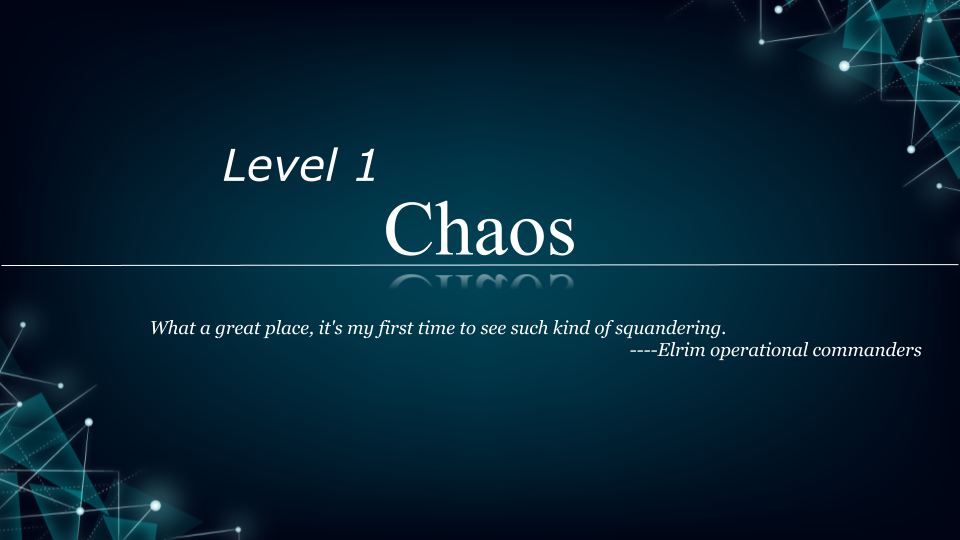 Level 1
Chaos
What a great place, it's my first time to see such kind of squandering.
----Elrim operational commanders